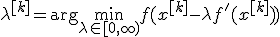 λ^{[k]} = arg min_{λ∈[0,∞)} f(x^{[k]} − λf′(x^{[k]}))